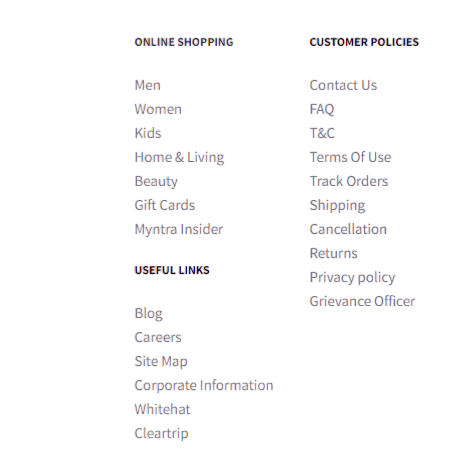 ONLINE SHOPPING
Men
Women
Kids
Home & Living
Beauty
Gift Cards
Myntra Insider
USEFUL LINKS
Blog
Careers
Site Map
Corporate Information
Whitehat
Cleartrip
CUSTOMER POLICIES
Contact Us
FAQ
T&C
Terms Of Use
Track Orders
Shipping
Cancellation
Returns
Privacy policy
Grievance Officer